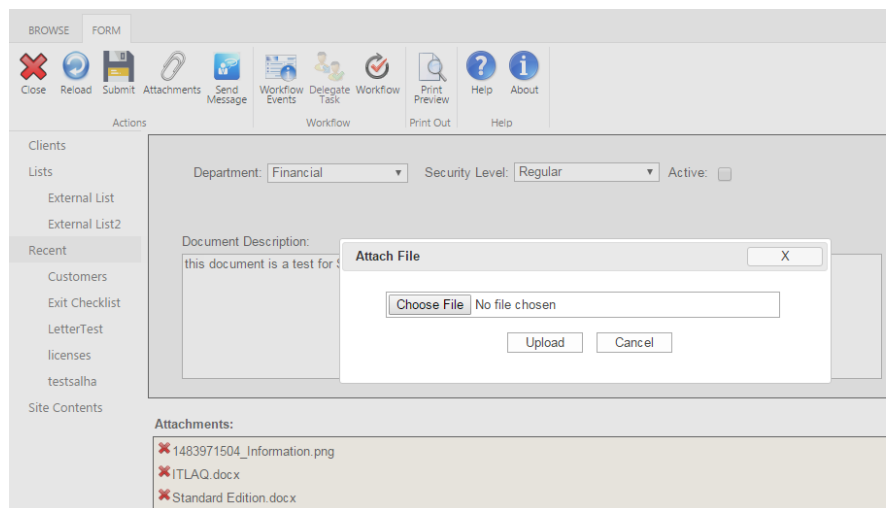 BROWSE FORM
Close Reload Submit Attachments Send Message Workflow Events Delegate Task Workflow Print Preview Help About
Actions Workflow Print Out Help
Clients
Lists
External List
External List2
Recent
Customers
Exit Checklist
LetterTest
licenses
testsalha
Site Contents
Department: Financial Security Level: Regular Active:
Document Description:
this document is a test for
Attach File X
Choose File No file chosen
Upload Cancel
Attachments:
1483971504_Information.png
ITLAQ.docx
Standard Edition.docx